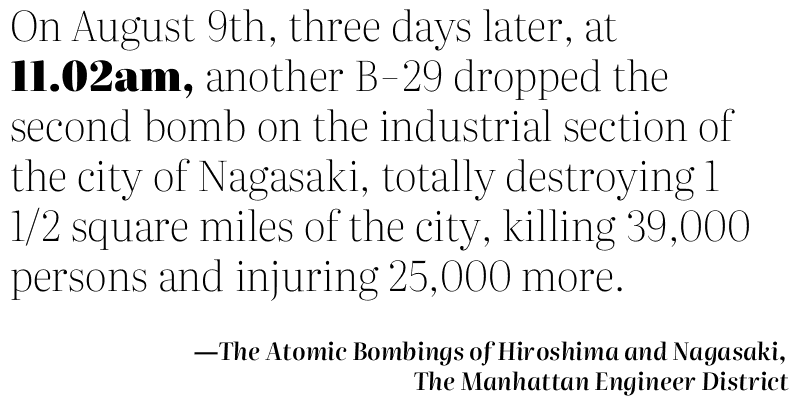 On August 9th, three days later, at
11.02am, another B-29 dropped the
second bomb on the industrial section of
the city of Nagasaki, totally destroying 1
1/2 square miles of the city, killing 39,000
persons and injuring 25,000 more.
—The Atomic Bombings of Hiroshima and Nagasaki,
The Manhattan Engineer District